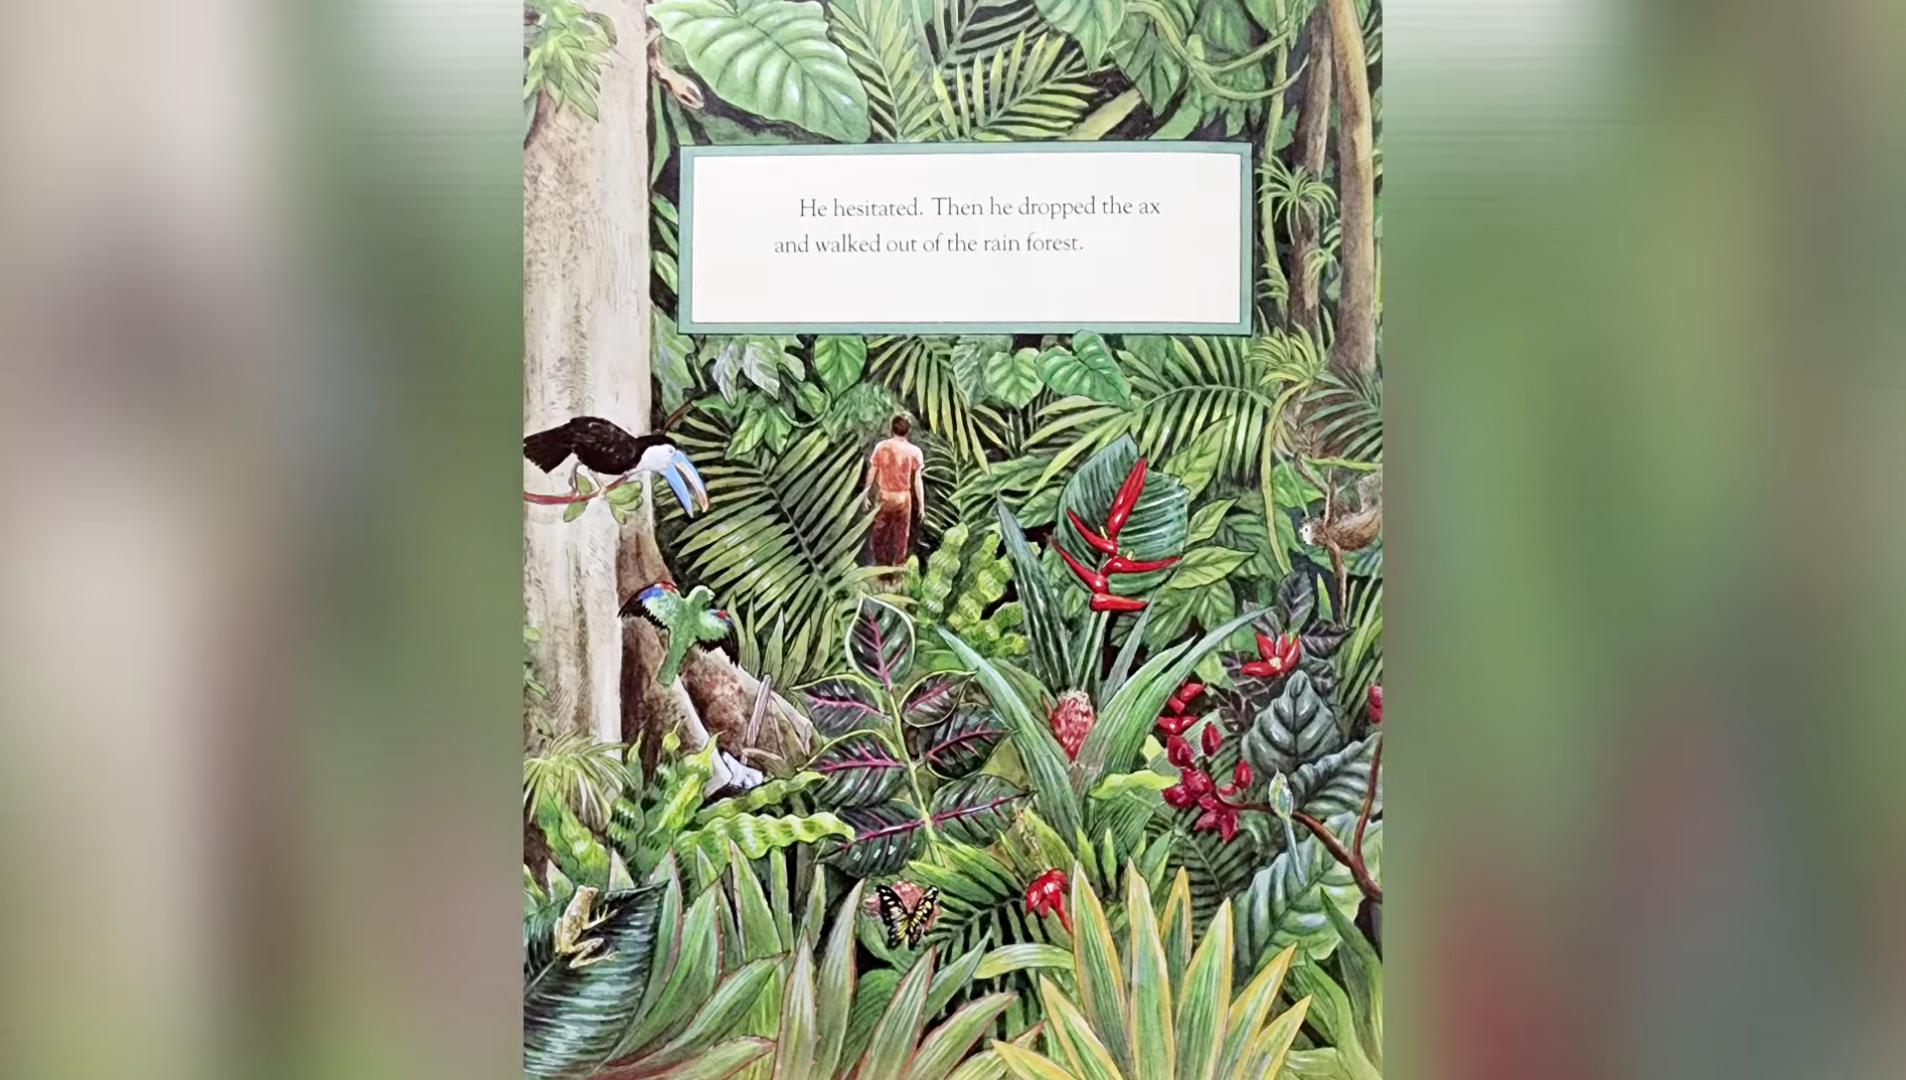 He hesitated. Then he dropped the ax
and walked out of the rain forest.